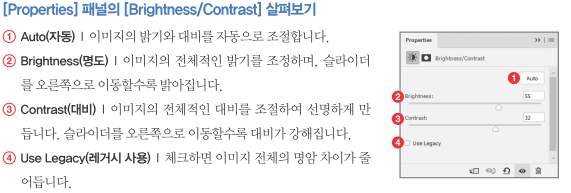 [Properties] 패널의 [Brightness/Contrast] 살펴보기
① Auto(자동) | 이미지의 밝기와 대비를 자동으로 조절합니다.
② Brightness(명도) | 이미지의 전체적인 밝기를 조정하며, 슬라이더
를 오른쪽으로 이동할수록 밝아집니다.
③ Contrast(대비) | 이미지의 전체적인 대비를 조절하여 선명하게 만
듭니다. 슬라이더를 오른쪽으로 이동할수록 대비가 강해집니다.
④ Use Legacy(레거시 사용) | 체크하면 이미지 전체의 명암 차이가 줄
어듭니다.
Properties
Brightness/Contrast
① Auto
② Brightness: 55
③ Contrast: 32
④ Use Legacy